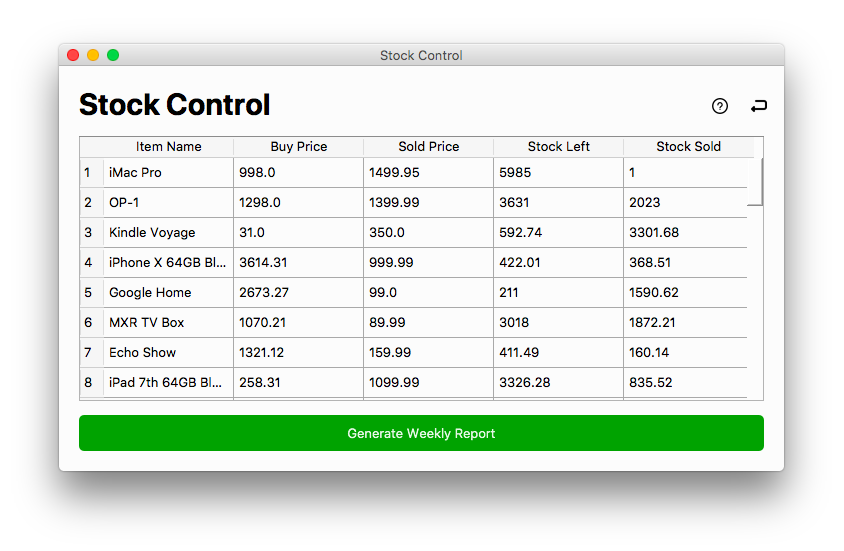 Stock Control
Stock Control
Item Name Buy Price Sold Price Stock Left Stock Sold
1 iMac Pro 998.0 1499.95 5985 1
2 OP-1 1298.0 1399.99 3631 2023
3 Kindle Voyage 31.0 350.0 592.74 3301.68
4 iPhone X 64GB Bl... 3614.31 999.99 422.01 368.51
5 Google Home 2673.27 99.0 211 1590.62
6 MXR TV Box 1070.21 89.99 3018 1872.21
7 Echo Show 1321.12 159.99 411.49 160.14
8 iPad 7th 64GB Bl... 258.31 1099.99 3326.28 835.52
Generate Weekly Report